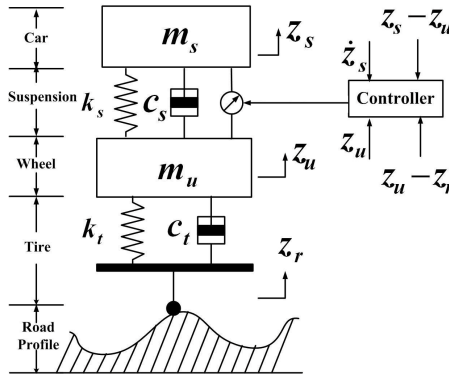 Car
Suspension
Wheel
Tire
Road
Profile
m_s
z_s
k_s
c_s
m_u
z_u
k_t
c_t
z_r
z_s − z_u
ż_s
Controller
z_u
z_u − z_r